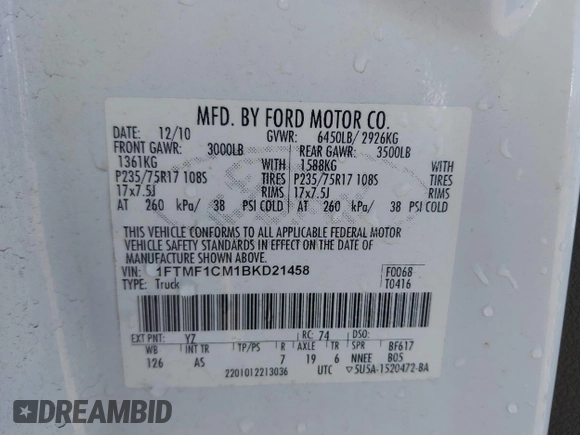 MFD. BY FORD MOTOR CO.
DATE: 12/10 GVWR: 6450LB/ 2926KG
FRONT GAWR: 3000LB REAR GAWR: 3500LB
1361KG WITH 1588KG WITH
P235/75R17 108S TIRES P235/75R17 108S TIRES
17x7.5J RIMS 17x7.5J RIMS
AT 260 kPa/ 38 PSI COLD AT 260 kPa/ 38 PSI COLD
THIS VEHICLE CONFORMS TO ALL APPLICABLE FEDERAL MOTOR
VEHICLE SAFETY STANDARDS IN EFFECT ON THE DATE OF
MANUFACTURE SHOWN ABOVE.
VIN: 1FTMF1CM1BKD21458 F0068
TYPE: Truck T0416
EXT PNT: YZ RC: 74 DSO:
WB INT TR TP/PS R AXLE TR SPR BF617
126 AS 7 19 6 NNEE B05
2201012213036 UTC ▽5U5A-1520472-BA
DREAMBID